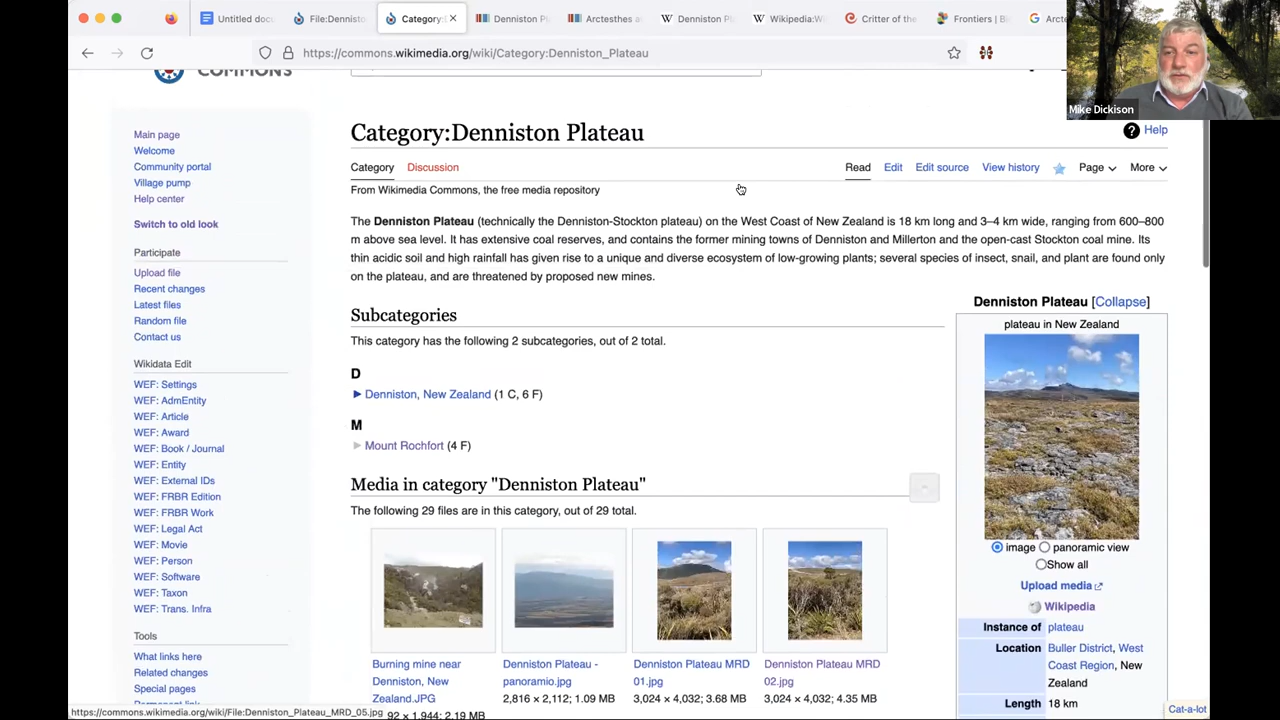 Untitled doc
File:Dennisto
Category:
Denniston Pl
Arctesthes a
Denniston Pl
Wikipedia:W
Critter of the
Frontiers | B
Arcte
https://commons.wikimedia.org/wiki/Category:Denniston_Plateau
Mike Dickison
COMMONS
Help
Main page
Welcome
Community portal
Village pump
Help center
Switch to old look
Participate
Upload file
Recent changes
Latest files
Random file
Contact us
Wikidata Edit
WEF: Settings
WEF: AdmEntity
WEF: Article
WEF: Award
WEF: Book / Journal
WEF: Entity
WEF: External IDs
WEF: FRBR Edition
WEF: FRBR Work
WEF: Legal Act
WEF: Movie
WEF: Person
WEF: Software
WEF: Taxon
WEF: Trans. Infra
Tools
What links here
Related changes
Special pages
Permanent link
Category:Denniston Plateau
Category Discussion Read Edit Edit source View history Page More
From Wikimedia Commons, the free media repository
The Denniston Plateau (technically the Denniston-Stockton plateau) on the West Coast of New Zealand is 18 km long and 3–4 km wide, ranging from 600–800
m above sea level. It has extensive coal reserves, and contains the former mining towns of Denniston and Millerton and the open-cast Stockton coal mine. Its
thin acidic soil and high rainfall has given rise to a unique and diverse ecosystem of low-growing plants; several species of insect, snail, and plant are found only
on the plateau, and are threatened by proposed new mines.
Subcategories
This category has the following 2 subcategories, out of 2 total.
D
Denniston, New Zealand (1 C, 6 F)
M
Mount Rochfort (4 F)
Media in category "Denniston Plateau"
The following 29 files are in this category, out of 29 total.
Burning mine near
Denniston, New
Zealand.JPG
92 × 1,944; 2.19 MB
Denniston Plateau -
panoramio.jpg
2,816 × 2,112; 1.09 MB
Denniston Plateau MRD
01.jpg
3,024 × 4,032; 3.68 MB
Denniston Plateau MRD
02.jpg
3,024 × 4,032; 4.35 MB
Denniston Plateau [Collapse]
plateau in New Zealand
image panoramic view
Show all
Upload media
Wikipedia
Instance of plateau
Location Buller District, West
Coast Region, New
Zealand
Length 18 km
Cat-a-lot
https://commons.wikimedia.org/wiki/File:Denniston_Plateau_MRD_05.jpg